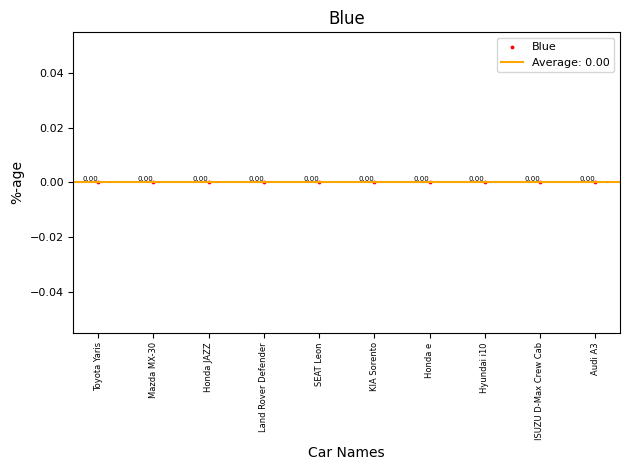 Blue
Blue
Average: 0.00
%-age
0.04
0.02
0.00
−0.02
−0.04
0.00 0.00 0.00 0.00 0.00 0.00 0.00 0.00 0.00 0.00
Toyota Yaris
Mazda MX-30
Honda JAZZ
Land Rover Defender
SEAT Leon
KIA Sorento
Honda e
Hyundai i10
ISUZU D-Max Crew Cab
Audi A3
Car Names